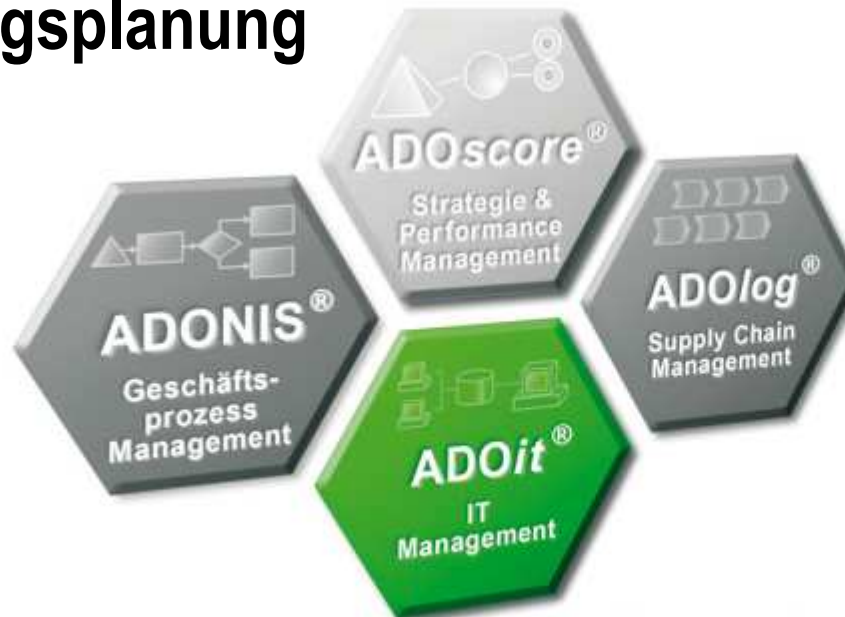 gsplanung
ADOscore®
Strategie &
Performance
Management
ADONIS®
Geschäfts-
prozess
Management
ADOlog®
Supply Chain
Management
ADOit®
IT
Management